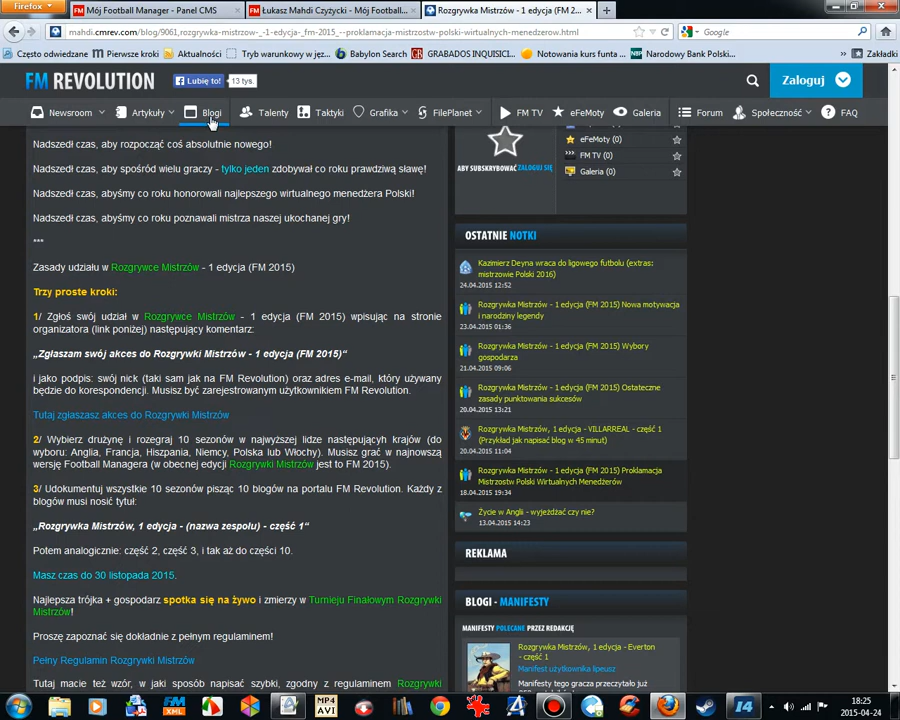 Firefox
Mój Football Manager - Panel CMS
Łukasz Mahdi Czyżycki - Mój Football...
Rozgrywka Mistrzów - 1 edycja (FM 2...
mahdi.cmrev.com/blog/9061,rozgrywka-mistrzow-_-1-edycja-_fm-2015_--proklamacja-mistrzostw-polski-wirtualnych-menedzerow.html
Google
Często odwiedzane
Pierwsze kroki
Aktualności
Tryb warunkowy w jęz...
Babylon Search
GRABADOS INQUISICI...
Notowania kursu funta ...
Narodowy Bank Polski...
Zakładki
FM REVOLUTION
Lubię to!
13 tys.
Zaloguj
Newsroom
Artykuły
Blogi
Talenty
Taktyki
Grafika
FilePlanet
FM TV
eFeMoty
Galeria
Forum
Społeczność
FAQ
Nadszedł czas, aby rozpocząć coś absolutnie nowego!
Nadszedł czas, aby spośród wielu graczy - tylko jeden zdobywał co roku prawdziwą sławę!
Nadszedł czas, abyśmy co roku honorowali najlepszego wirtualnego menedżera Polski!
Nadszedł czas, abyśmy co roku poznawali mistrza naszej ukochanej gry!
***
Zasady udziału w Rozgrywce Mistrzów - 1 edycja (FM 2015)
Trzy proste kroki:
1/ Zgłoś swój udział w Rozgrywce Mistrzów - 1 edycja (FM 2015) wpisując na stronie
organizatora (link poniżej) następujący komentarz:
„Zgłaszam swój akces do Rozgrywki Mistrzów - 1 edycja (FM 2015)“
i jako podpis: swój nick (taki sam jak na FM Revolution) oraz adres e-mail, który używany
będzie do korespondencji. Musisz być zarejestrowanym użytkownikiem FM Revolution.
Tutaj zgłaszasz akces do Rozgrywki Mistrzów
2/ Wybierz drużynę i rozegraj 10 sezonów w najwyższej lidze następujących krajów (do
wyboru: Anglia, Francja, Hiszpania, Niemcy, Polska lub Włochy). Musisz grać w najnowszą
wersję Football Managera (w obecnej edycji Rozgrywki Mistrzów jest to FM 2015).
3/ Udokumentuj wszystkie 10 sezonów pisząc 10 blogów na portalu FM Revolution. Każdy z
blogów musi nosić tytuł:
„Rozgrywka Mistrzów, 1 edycja - (nazwa zespołu) - część 1“
Potem analogicznie: część 2, część 3, i tak aż do części 10.
Masz czas do 30 listopada 2015.
Najlepsza trójka + gospodarz spotka się na żywo i zmierzy w Turnieju Finałowym Rozgrywki
Mistrzów!
Proszę zapoznać się dokładnie z pełnym regulaminem!
Pełny Regulamin Rozgrywki Mistrzów
Tutaj macie też wzór, w jaki sposób napisać szybki, zgodny z regulaminem Rozgrywki
ABY SUBSKRYBOWAĆ ZALOGUJ SIĘ
eFeMoty (0)
FM TV (0)
Galeria (0)
OSTATNIE NOTKI
Kazimierz Deyna wraca do ligowego futbolu (extras:
mistrzowie Polski 2016)
24.04.2015 12:52
Rozgrywka Mistrzów - 1 edycja (FM 2015) Nowa motywacja
i narodziny legendy
23.04.2015 01:36
Rozgrywka Mistrzów - 1 edycja (FM 2015) Wybory
gospodarza
21.04.2015 09:06
Rozgrywka Mistrzów - 1 edycja (FM 2015) Ostateczne
zasady punktowania sukcesów
20.04.2015 13:21
Rozgrywka Mistrzów, 1 edycja - VILLARREAL - część 1
(Przykład jak napisać blog w 45 minut)
20.04.2015 11:04
Rozgrywka Mistrzów - 1 edycja (FM 2015) Proklamacja
Mistrzostw Polski Wirtualnych Menedżerów
18.04.2015 19:34
Życie w Anglii - wyjeżdżać czy nie?
13.04.2015 14:23
REKLAMA
BLOGI - MANIFESTY
MANIFESTY POLECANE PRZEZ REDAKCJĘ
Rozgrywka Mistrzów, 1 edycja - Everton
- część 1
Manifest użytkownika lipeusz
Manifesty tego gracza przeczytało już
FM
XML
MP4
AVI
I4
18:25
2015-04-24